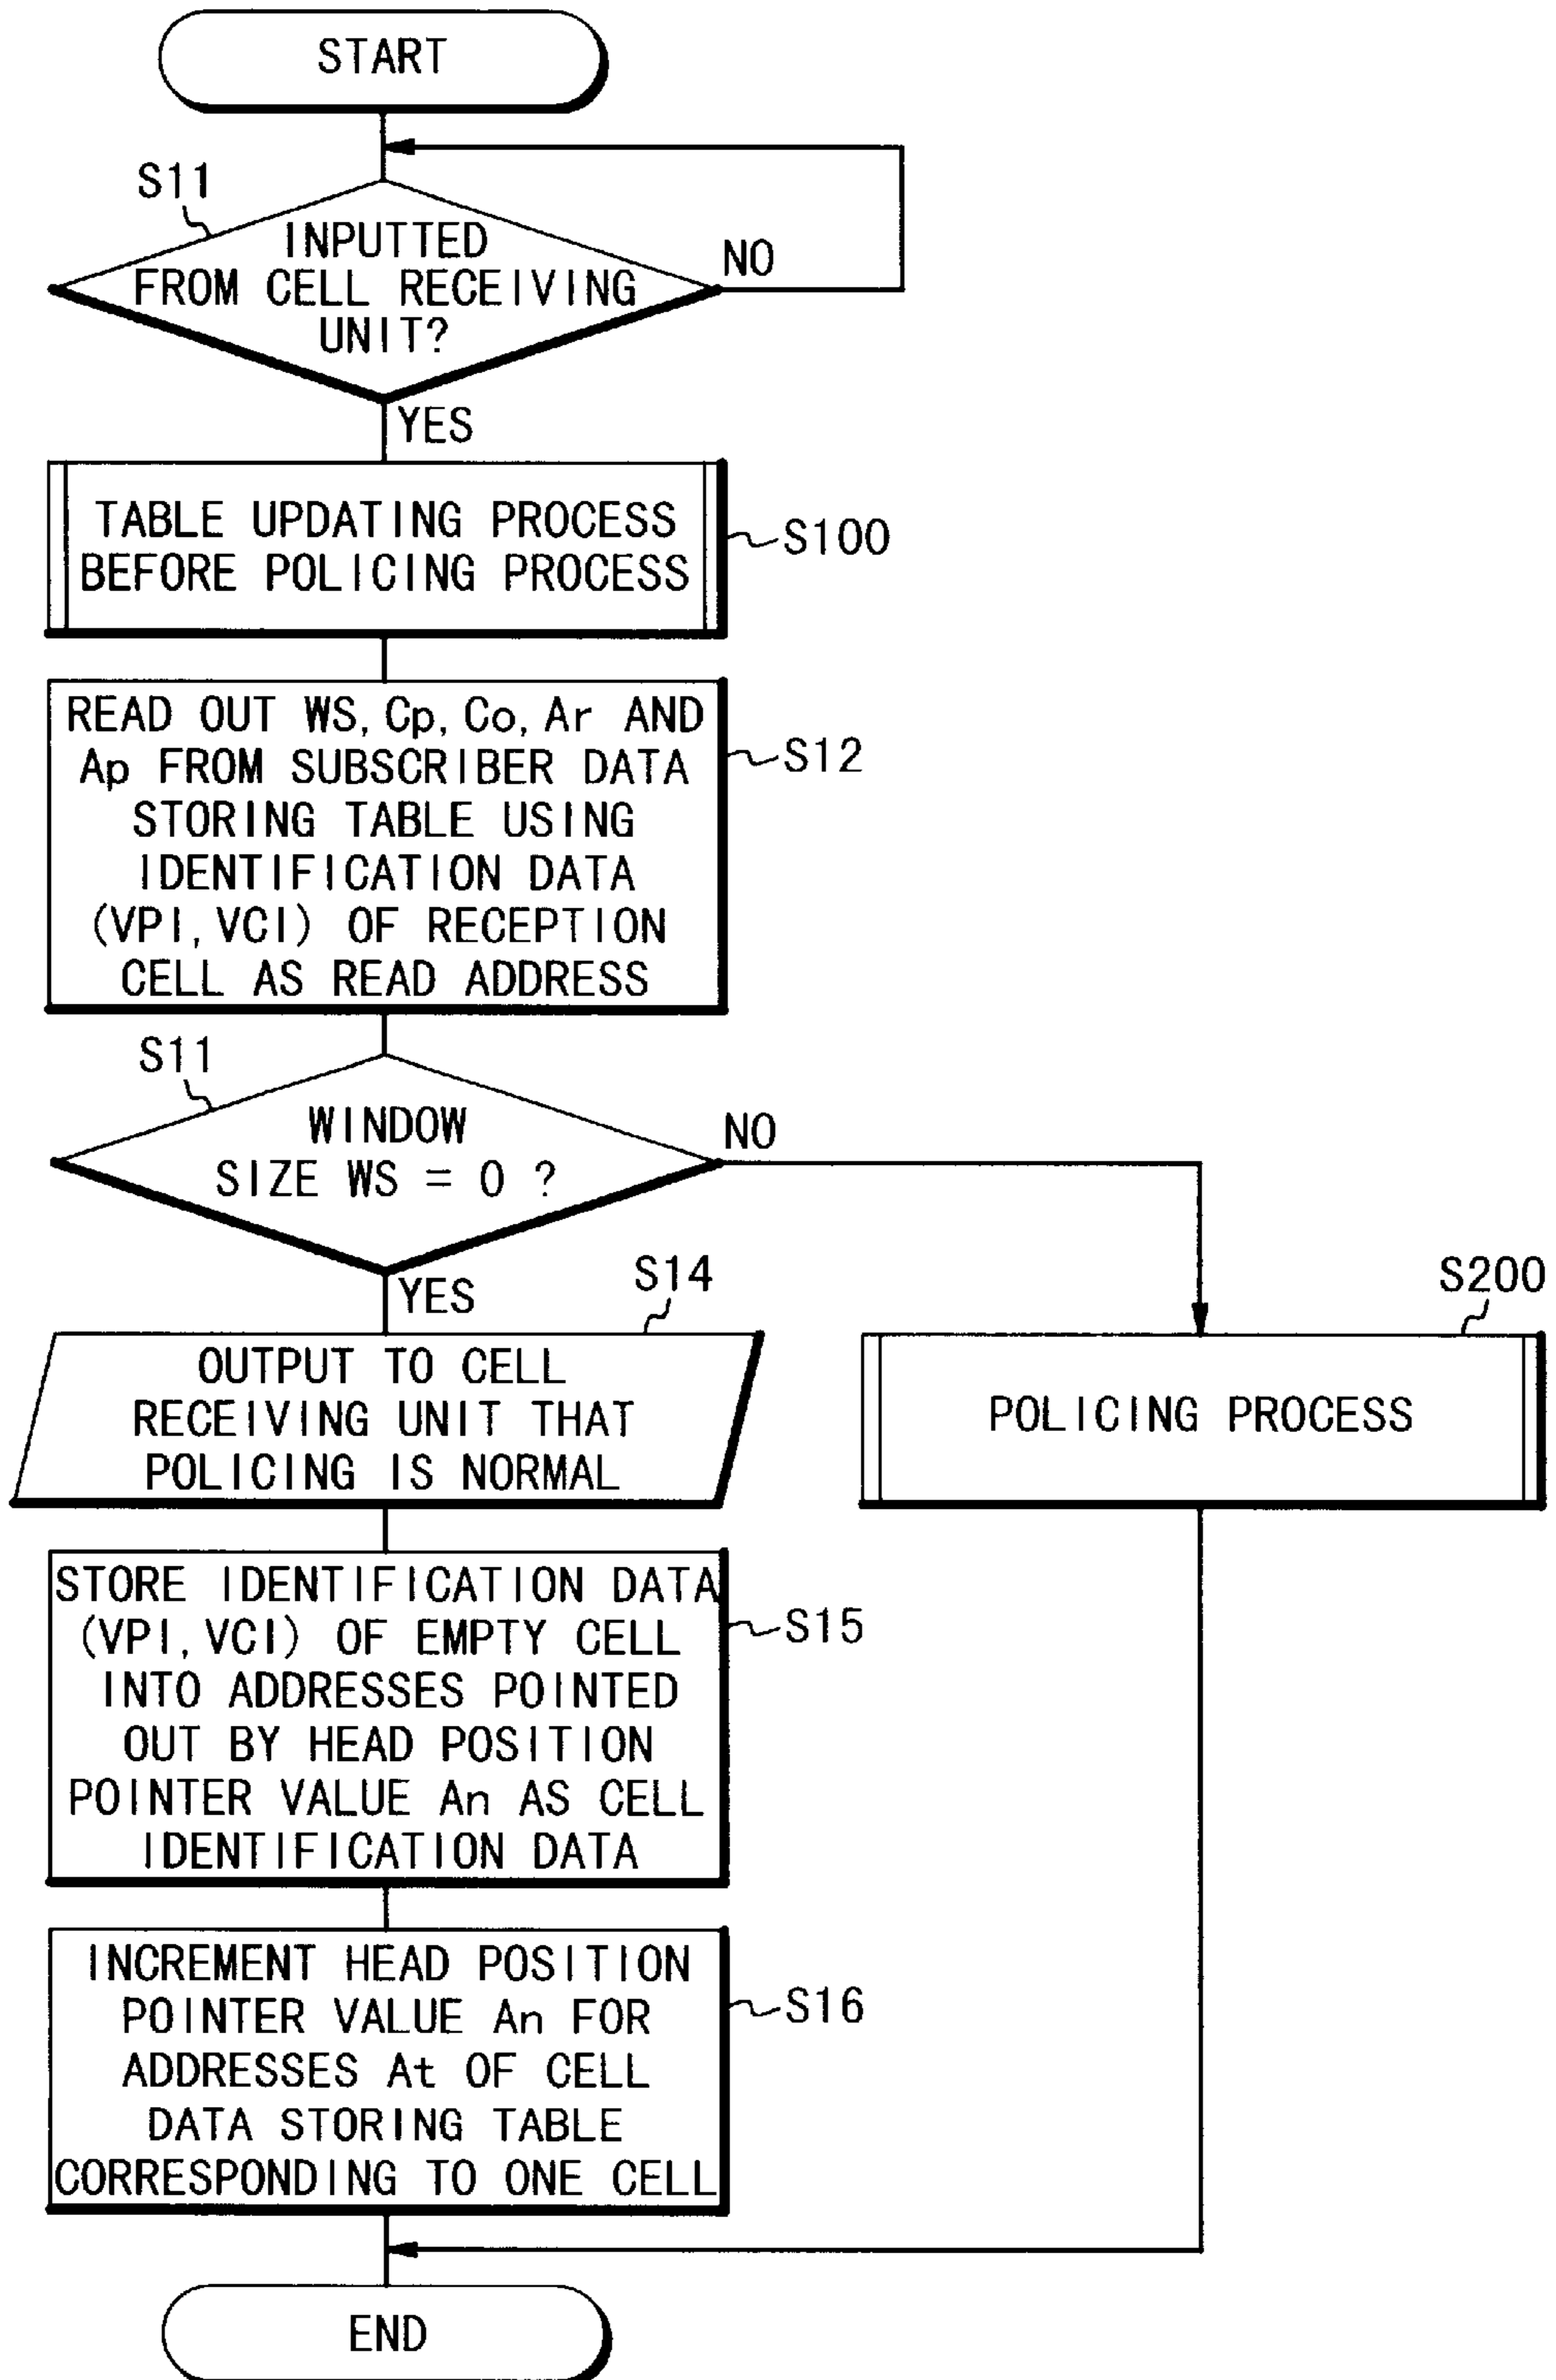 START
S11
INPUTTED
FROM CELL RECEIVING
UNIT?
NO
YES
TABLE UPDATING PROCESS
BEFORE POLICING PROCESS
S100
READ OUT WS, Cp, Co, Ar AND
Ap FROM SUBSCRIBER DATA
STORING TABLE USING
IDENTIFICATION DATA
(VPI, VCI) OF RECEPTION
CELL AS READ ADDRESS
S12
S11
WINDOW
SIZE WS = 0 ?
NO
YES
S14
OUTPUT TO CELL
RECEIVING UNIT THAT
POLICING IS NORMAL
S200
POLICING PROCESS
STORE IDENTIFICATION DATA
(VPI, VCI) OF EMPTY CELL
INTO ADDRESSES POINTED
OUT BY HEAD POSITION
POINTER VALUE An AS CELL
IDENTIFICATION DATA
S15
INCREMENT HEAD POSITION
POINTER VALUE An FOR
ADDRESSES At OF CELL
DATA STORING TABLE
CORRESPONDING TO ONE CELL
S16
END